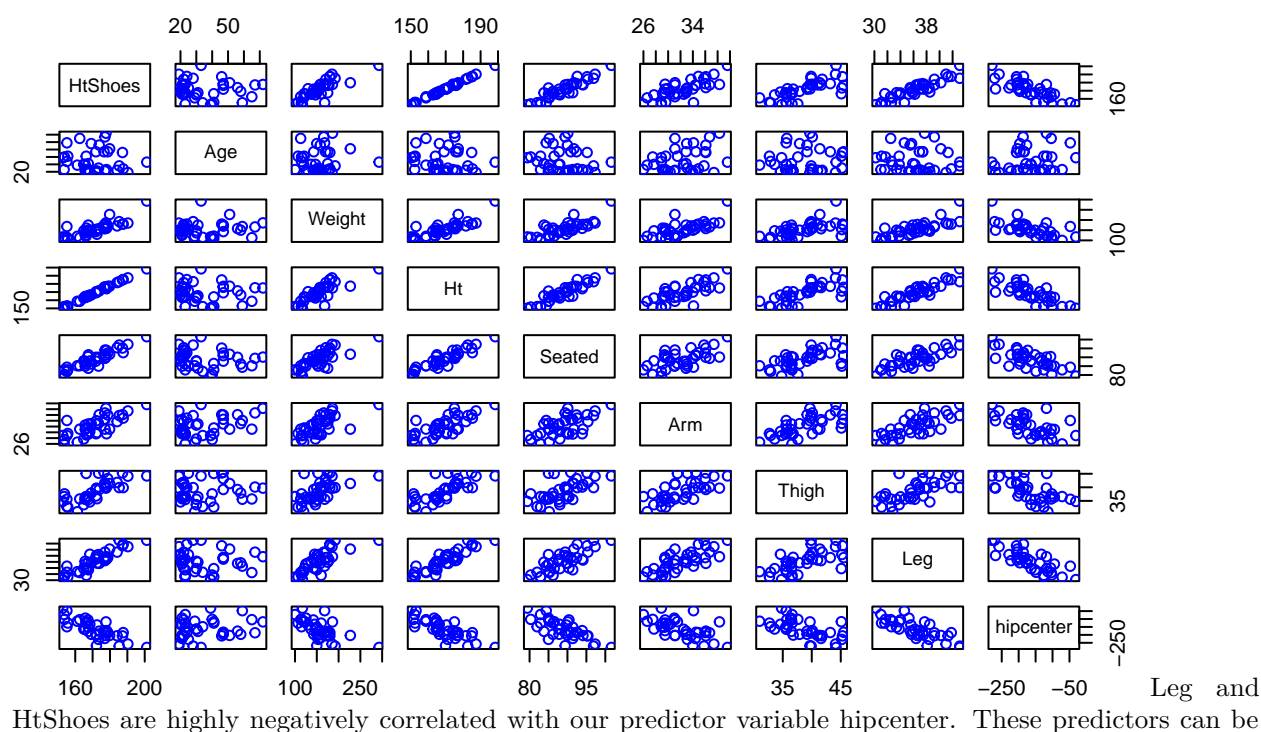 20 50 150 190 26 34 30 38
HtShoes 160
20 Age
Weight 100
150 Ht
Seated 80
26 Arm
Thigh 35
30 Leg
hipcenter −250
160 200 100 250 80 95 35 45 −250 −50 Leg and
HtShoes are highly negatively correlated with our predictor variable hipcenter. These predictors can be